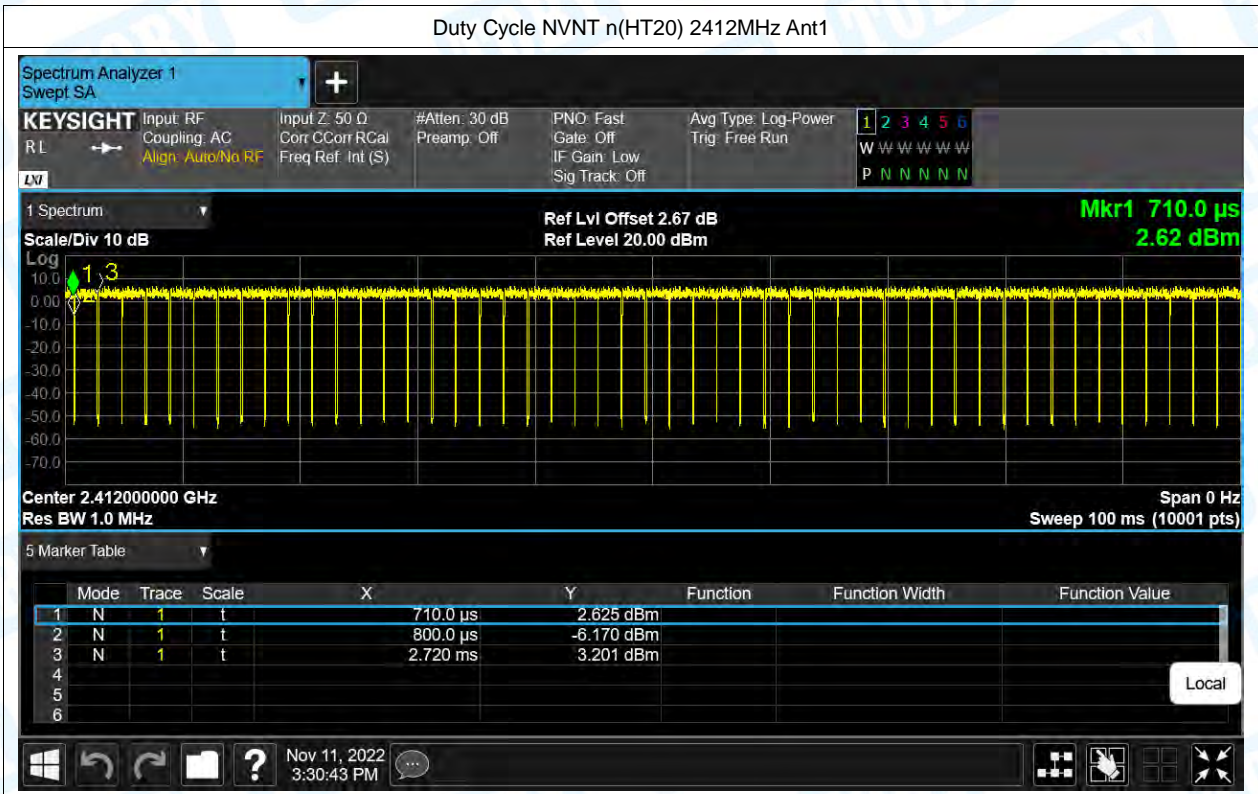 Duty Cycle NVNT n(HT20) 2412MHz Ant1
Spectrum Analyzer 1
Swept SA
+
KEYSIGHT
RL
LXI
Input: RF
Coupling: AC
Align: Auto/No RF
Input Z: 50 Ω
Corr CCorr RCal
Freq Ref: Int (S)
#Atten: 30 dB
Preamp: Off
PNO: Fast
Gate: Off
IF Gain: Low
Sig Track: Off
Avg Type: Log-Power
Trig: Free Run
1 2 3 4 5 6
W W W W W W
P N N N N N
1 Spectrum
Scale/Div 10 dB
Ref Lvl Offset 2.67 dB
Ref Level 20.00 dBm
Mkr1 710.0 µs
2.62 dBm
Log
1 3
10.0
0.00
-10.0
-20.0
-30.0
-40.0
-50.0
-60.0
-70.0
Center 2.412000000 GHz
Span 0 Hz
Res BW 1.0 MHz
Sweep 100 ms (10001 pts)
5 Marker Table
Mode Trace Scale X Y Function Function Width Function Value
1 N 1 t 710.0 µs 2.625 dBm
2 N 1 t 800.0 µs -6.170 dBm
3 N 1 t 2.720 ms 3.201 dBm
4
5
6
Local
?
Nov 11, 2022
3:30:43 PM